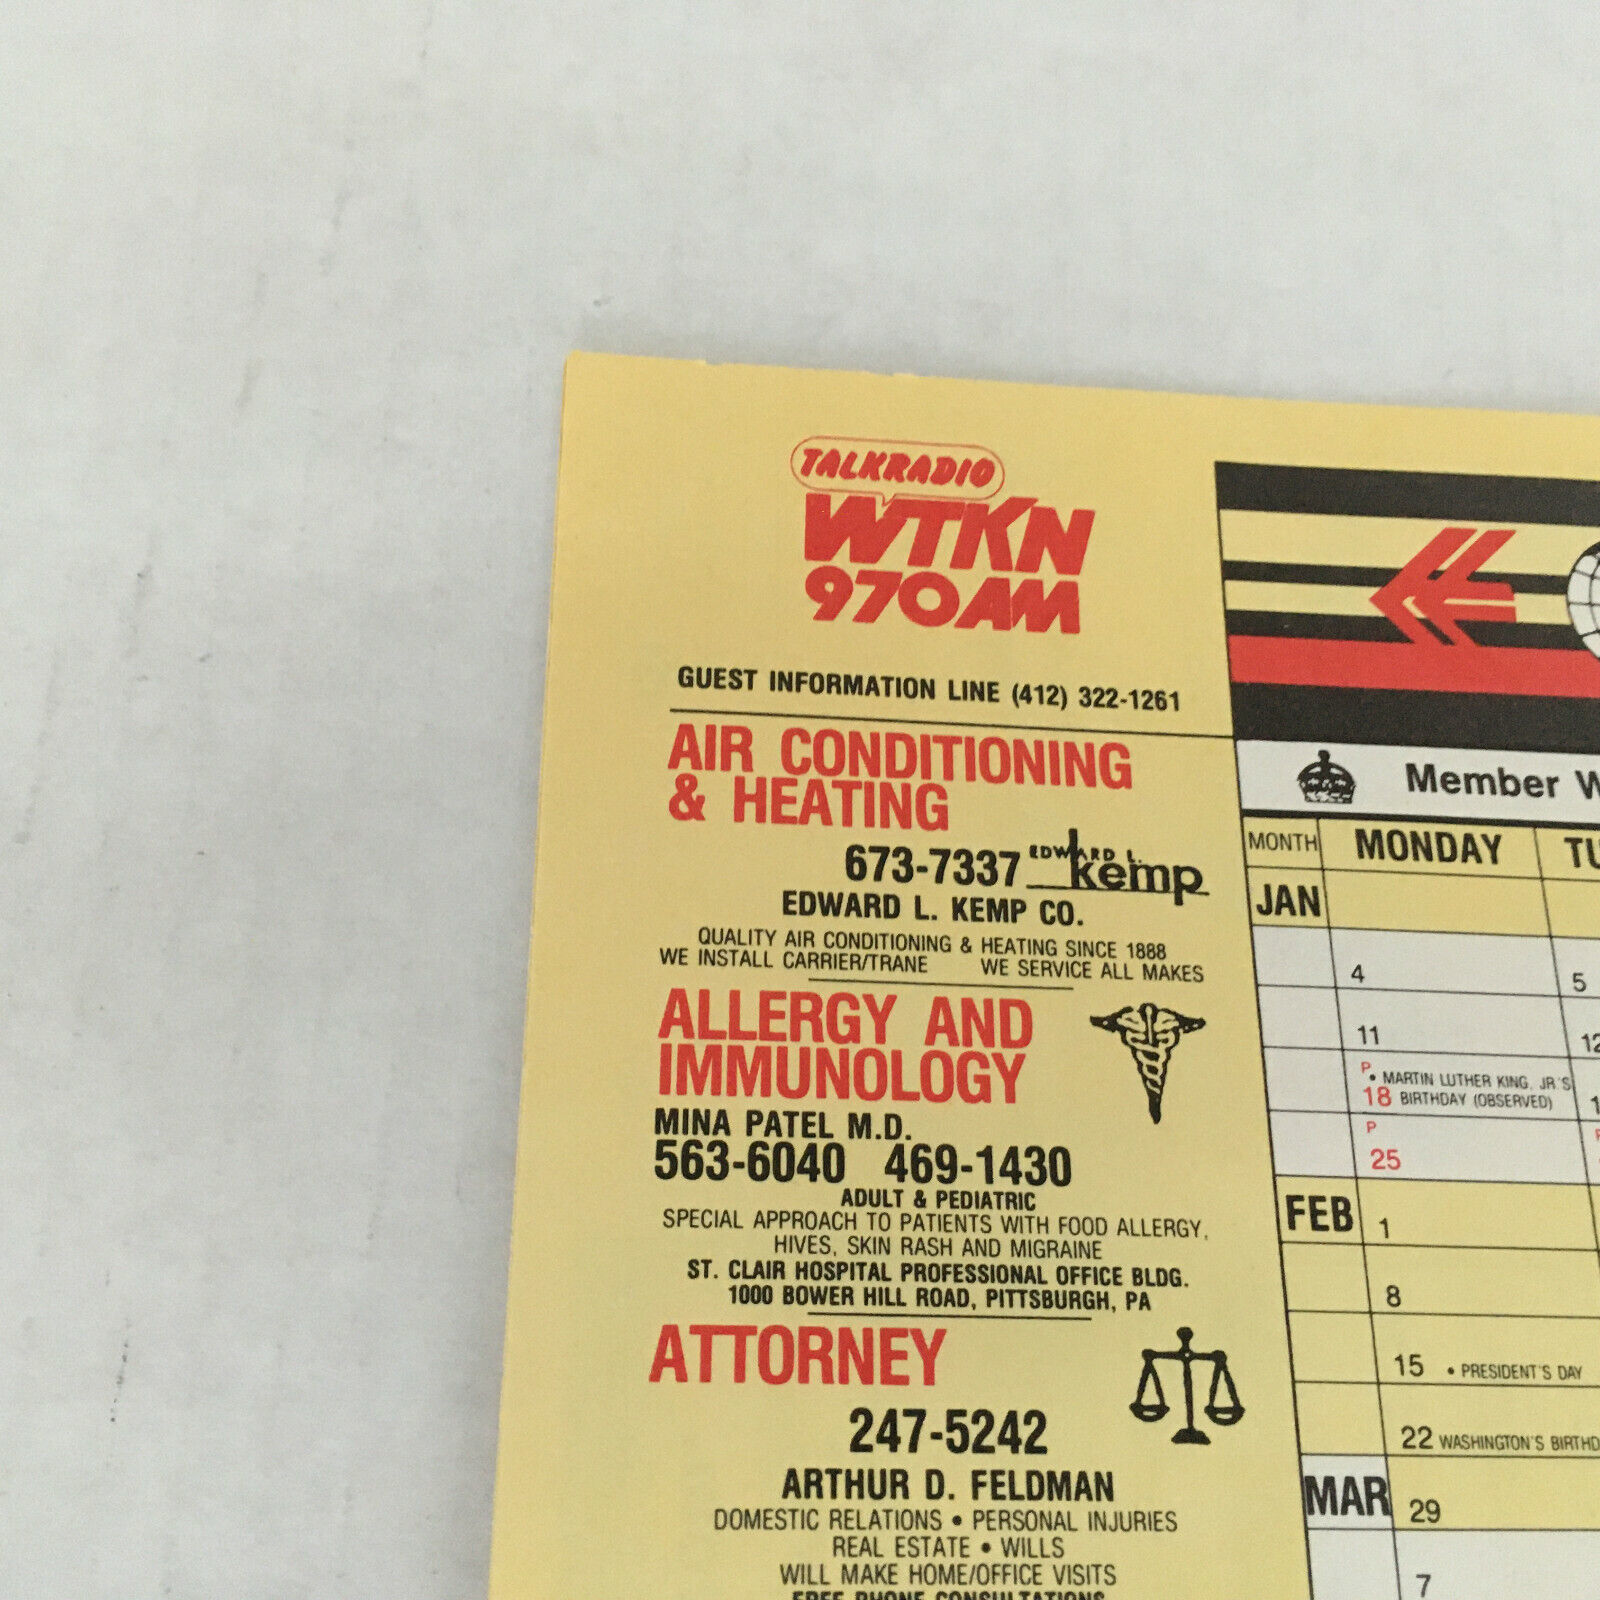 TALKRADIO
WTKN
970AM
GUEST INFORMATION LINE (412) 322-1261
AIR CONDITIONING
& HEATING
673-7337 EDWARD L. kemp
EDWARD L. KEMP CO.
QUALITY AIR CONDITIONING & HEATING SINCE 1888
WE INSTALL CARRIER/TRANE WE SERVICE ALL MAKES
ALLERGY AND
IMMUNOLOGY
MINA PATEL M.D.
563-6040 469-1430
ADULT & PEDIATRIC
SPECIAL APPROACH TO PATIENTS WITH FOOD ALLERGY,
HIVES, SKIN RASH AND MIGRAINE
ST. CLAIR HOSPITAL PROFESSIONAL OFFICE BLDG.
1000 BOWER HILL ROAD, PITTSBURGH, PA
ATTORNEY
247-5242
ARTHUR D. FELDMAN
DOMESTIC RELATIONS • PERSONAL INJURIES
REAL ESTATE • WILLS
WILL MAKE HOME/OFFICE VISITS
FREE PHONE CONSULTATIONS
Member
MONTH MONDAY
JAN
4 5
11
P • MARTIN LUTHER KING, JR'S
18 BIRTHDAY (OBSERVED)
P
25
FEB 1
8
15 • PRESIDENT'S DAY
22 WASHINGTON'S
MAR 29
7